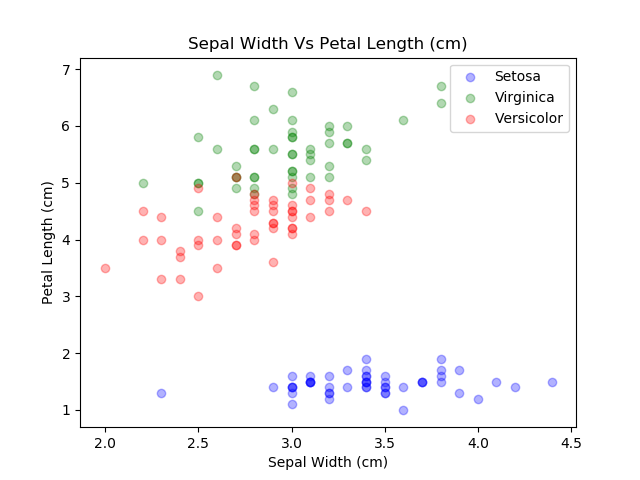 Sepal Width Vs Petal Length (cm)
Setosa
Virginica
Versicolor
7
6
5
4
3
2
1
Petal Length (cm)
2.0 2.5 3.0 3.5 4.0 4.5
Sepal Width (cm)